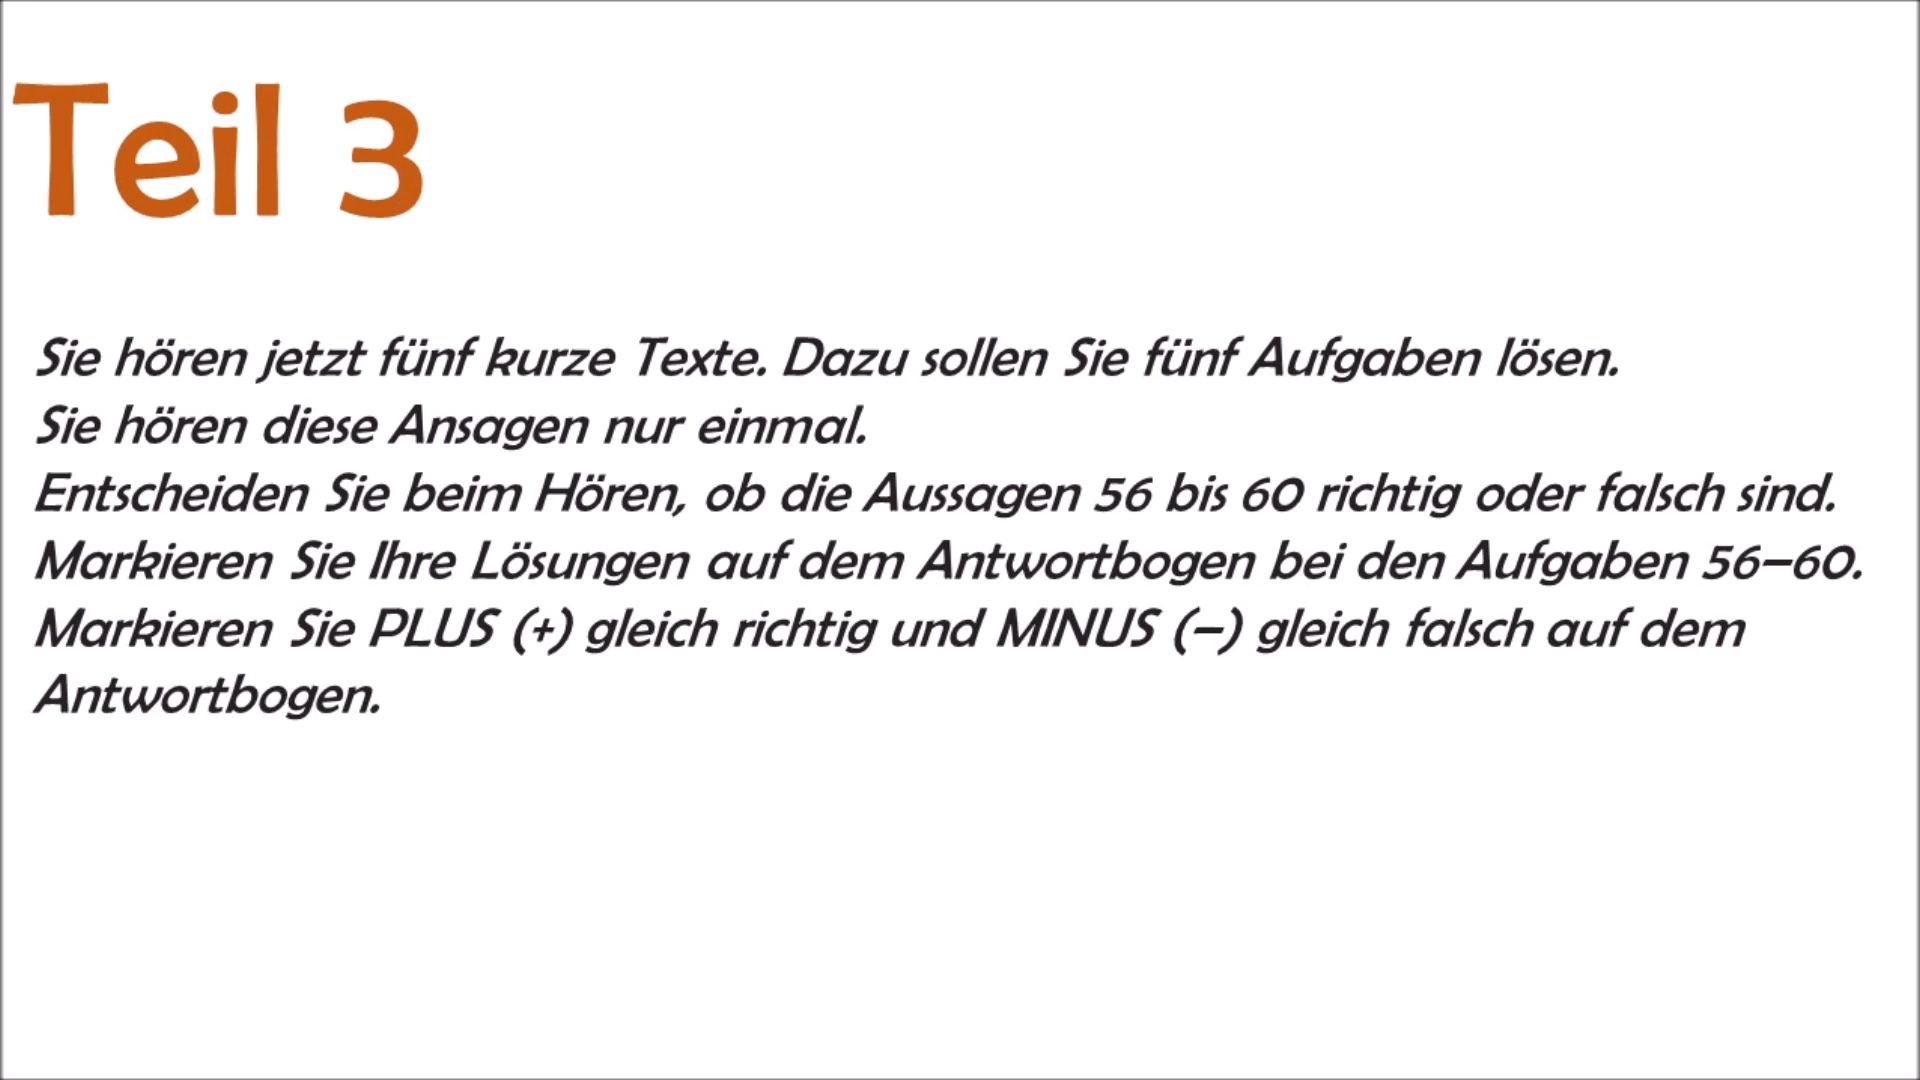 Teil 3
Sie hören jetzt fünf kurze Texte. Dazu sollen Sie fünf Aufgaben lösen.
Sie hören diese Ansagen nur einmal.
Entscheiden Sie beim Hören, ob die Aussagen 56 bis 60 richtig oder falsch sind.
Markieren Sie Ihre Lösungen auf dem Antwortbogen bei den Aufgaben 56–60.
Markieren Sie PLUS (+) gleich richtig und MINUS (–) gleich falsch auf dem
Antwortbogen.